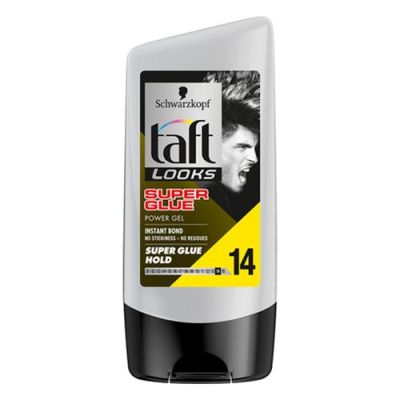 Schwarzkopf
taft
LOOKS
SUPER
GLUE
POWER GEL
INSTANT BOND
NO STICKINESS – NO RESIDUES
SUPER GLUE
HOLD
14